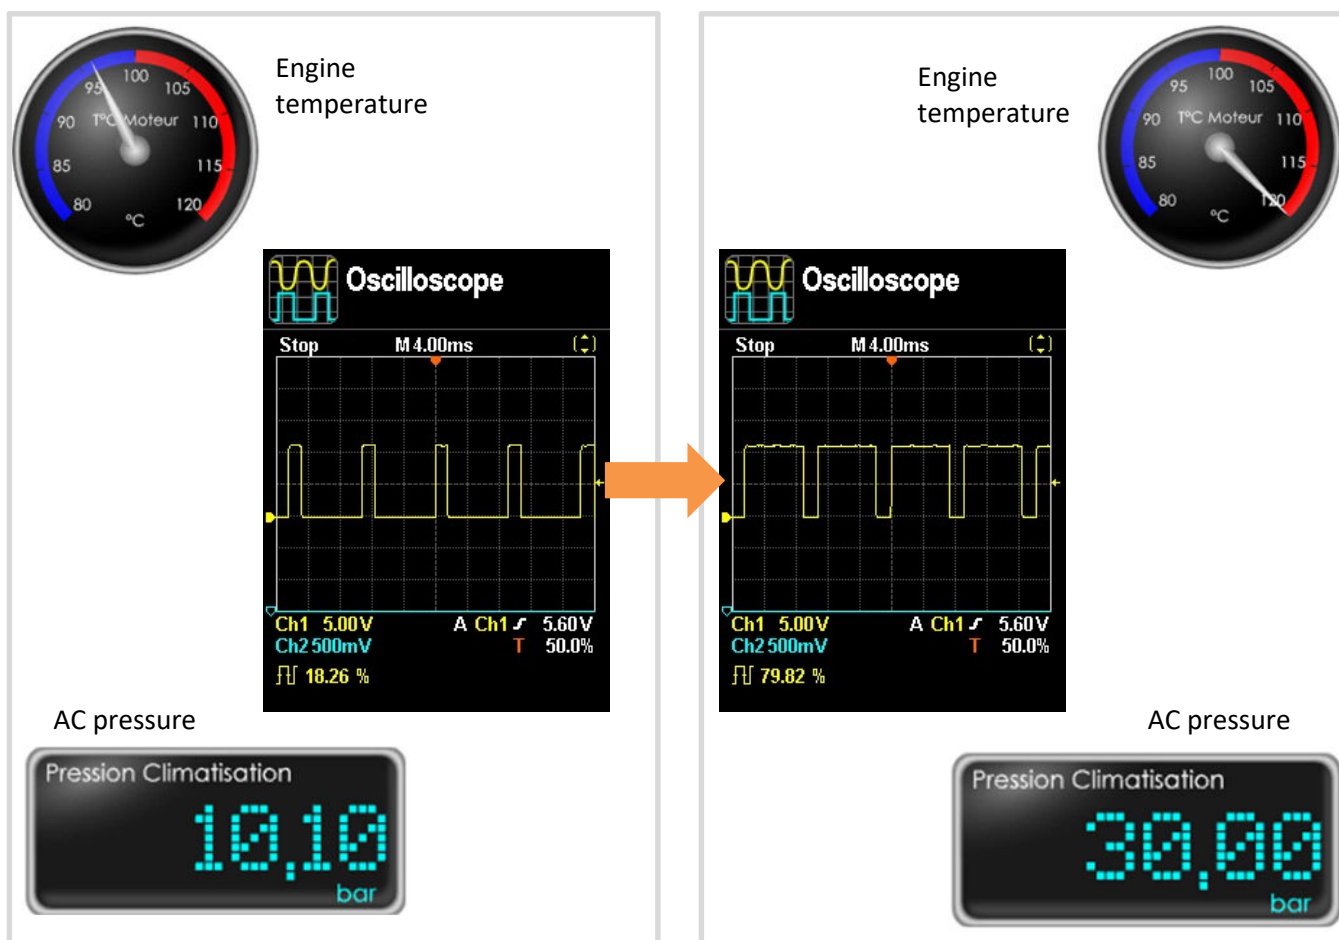 Engine
temperature
80
85
90
95
100
105
110
115
120
T°C Moteur
°C
Oscilloscope
Stop M 4.00ms
Ch1 5.00V A Ch1 5.60V
Ch2 500mV T 50.0%
18.26 %
AC pressure
Pression Climatisation
10,10
bar
Engine
temperature
80
85
90
95
100
105
110
115
120
T°C Moteur
°C
Oscilloscope
Stop M 4.00ms
Ch1 5.00V A Ch1 5.60V
Ch2 500mV T 50.0%
79.82 %
AC pressure
Pression Climatisation
30,00
bar